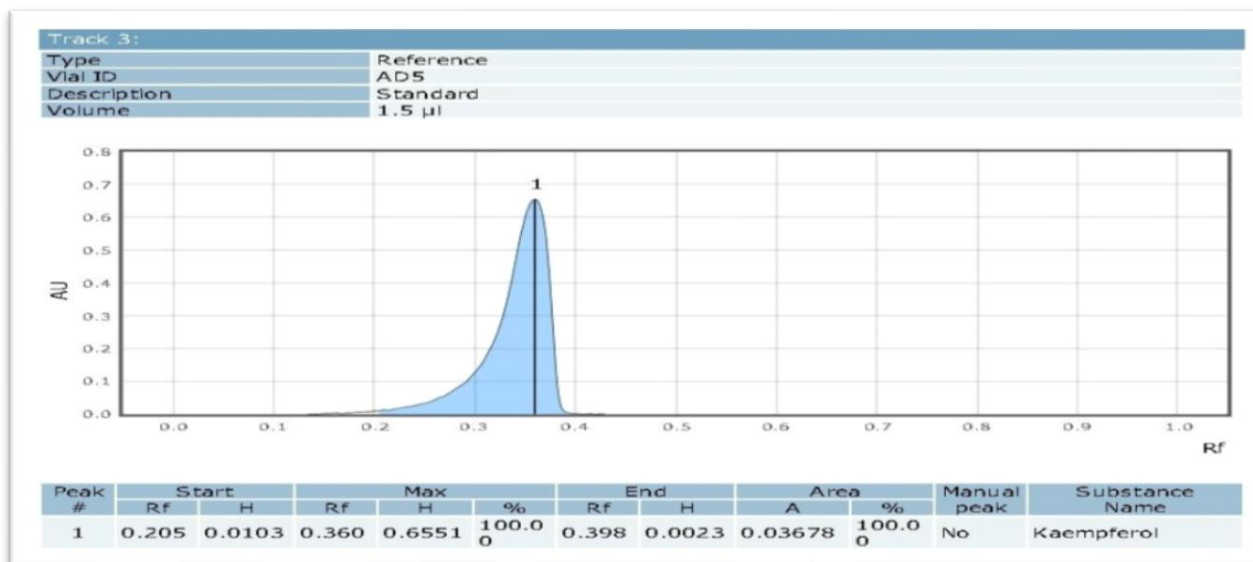 Track 3:
Type Reference
Vial ID AD5
Description Standard
Volume 1.5 µl
0.8
0.7
1
0.6
0.5
AU
0.4
0.3
0.2
0.1
0.0
0.0 0.1 0.2 0.3 0.4 0.5 0.6 0.7 0.8 0.9 1.0
Rf
Peak Start Max End Area Manual Substance
# Rf H Rf H % Rf H A % peak Name
1 0.205 0.0103 0.360 0.6551 100.0 0.398 0.0023 0.03678 100.0 No Kaempferol
0 0